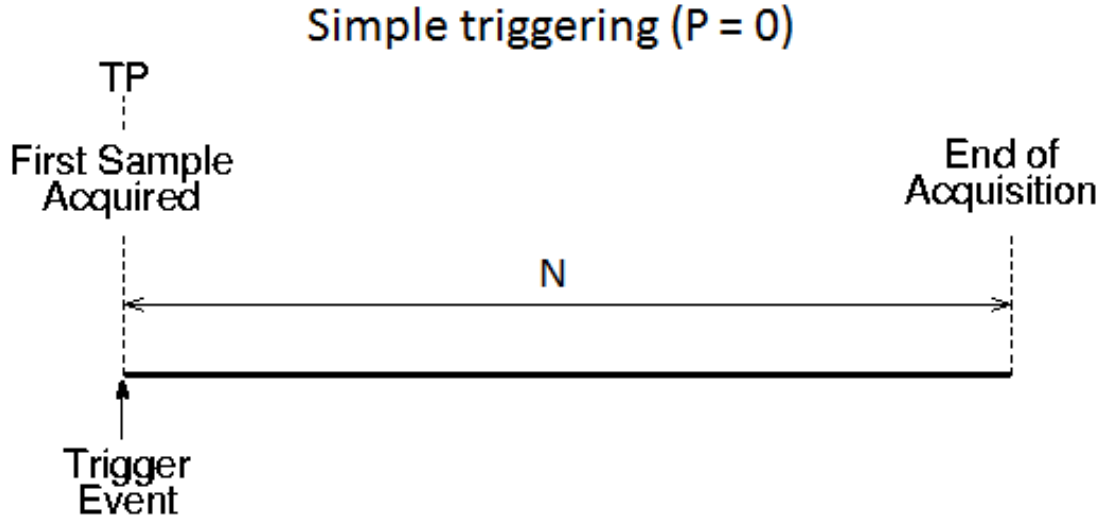 Simple triggering (P = 0)
TP
First Sample
Acquired
End of
Acquisition
N
Trigger
Event